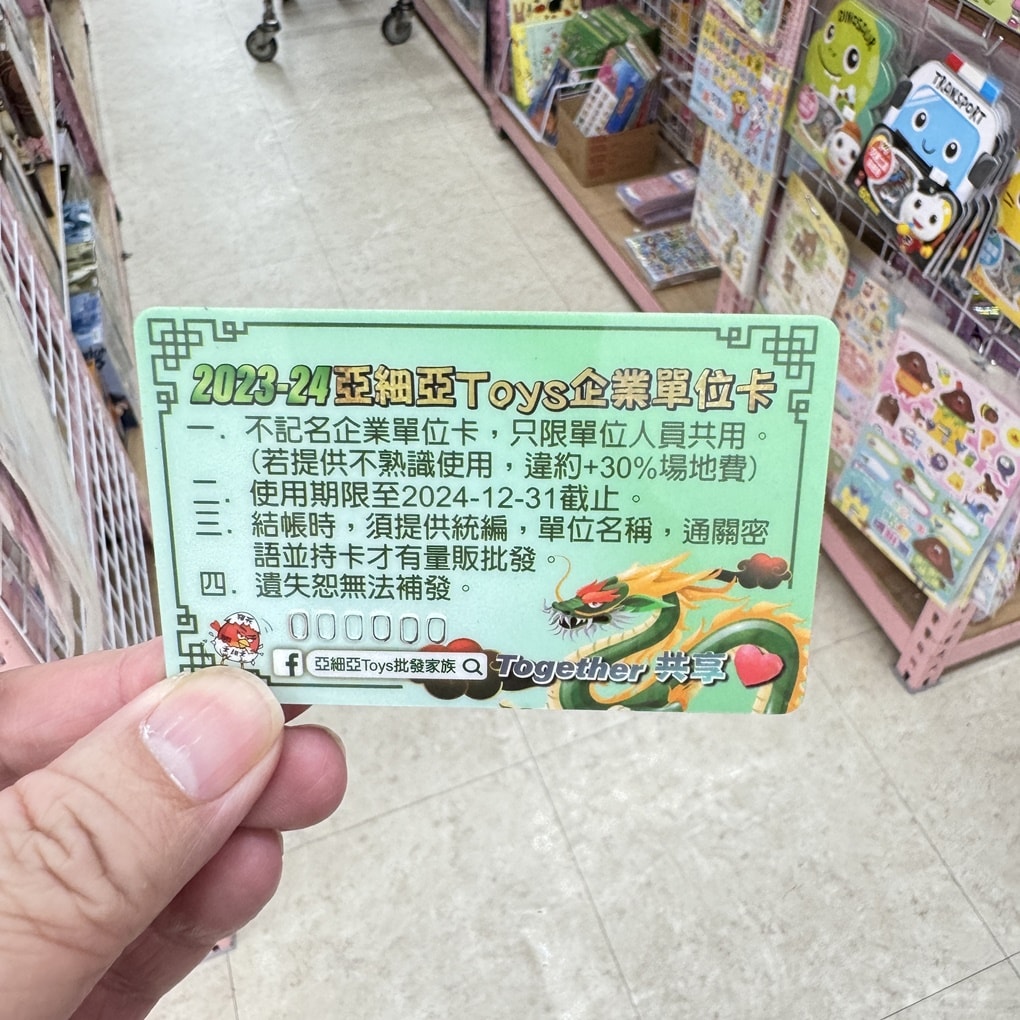 DINOSAUR
TRANSPORT
2023-24亞細亞Toys企業單位卡
一. 不記名企業單位卡，只限單位人員共用。
(若提供不熟識使用，違約+30%場地費)
二. 使用期限至2024-12-31截止。
三. 結帳時，須提供統編，單位名稱，通關密
語並持卡才有量販批發。
四. 遺失恕無法補發。
000000
f 亞細亞Toys批發家族 Together 共享